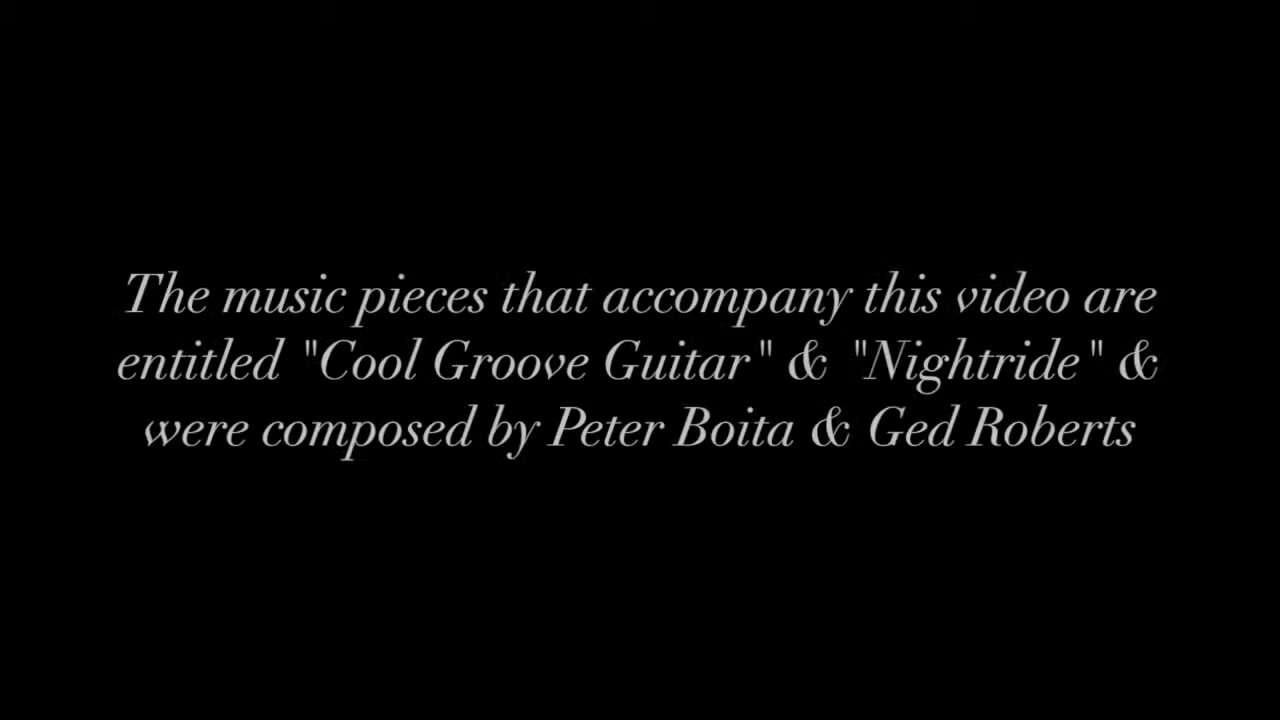 The music pieces that accompany this video are
entitled "Cool Groove Guitar" & "Nightride" &
were composed by Peter Boita & Ged Roberts